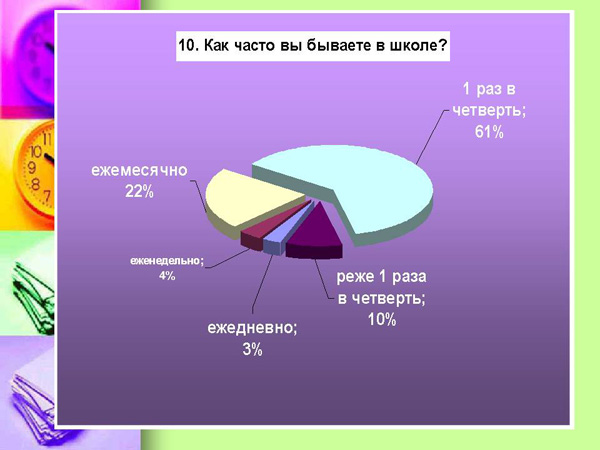 10. Как часто вы бываете в школе?
1 раз в
четверть;
61%
ежемесячно
22%
еженедельно;
4%
ежедневно;
3%
реже 1 раза
в четверть;
10%